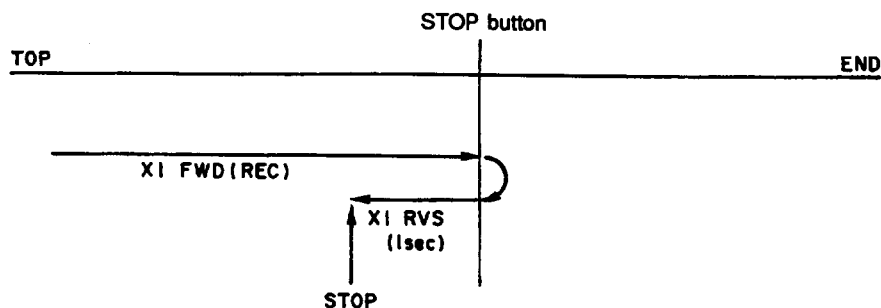 STOP button
TOP
END
X1 FWD(REC)
X1 RVS
(1sec)
STOP